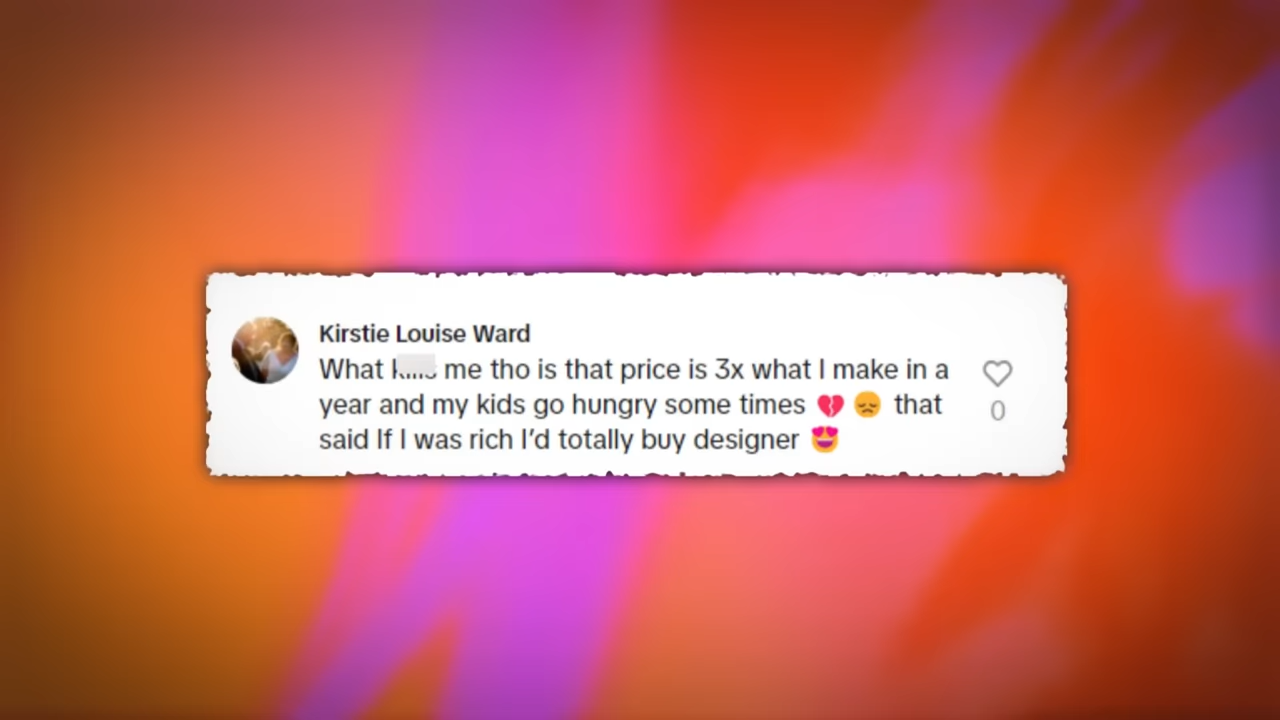 Kirstie Louise Ward
What me tho is that price is 3x what I make in a
year and my kids go hungry some times 💔 😞 that
said If I was rich I'd totally buy designer 😍
0